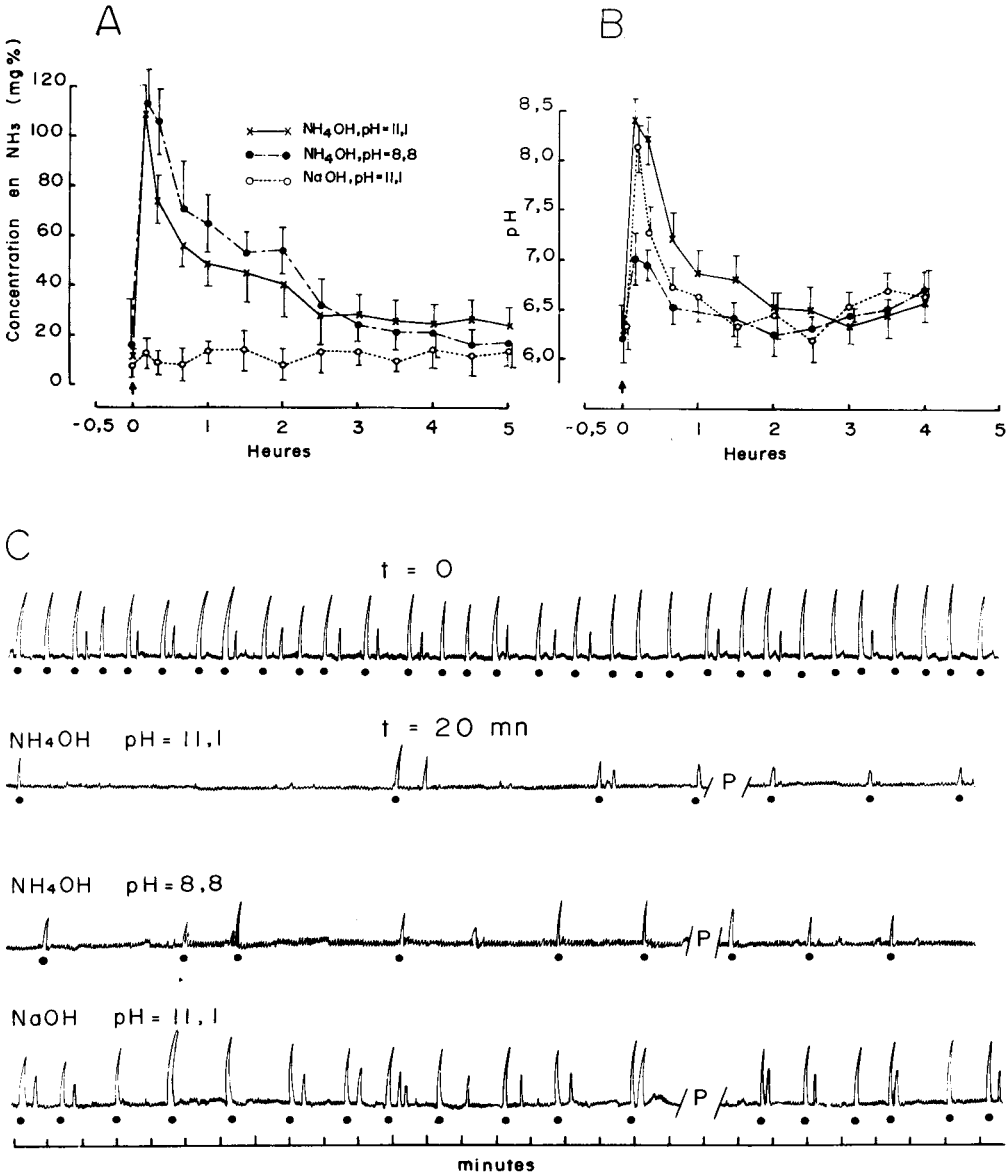 A
Concentration en NH3 (mg%)
120
100
80
60
40
20
0
NH4OH, pH=11,1
NH4OH, pH=8,8
NaOH, pH=11,1
-0,5 0 1 2 3 4 5
Heures
B
pH
8,5
8,0
7,5
7,0
6,5
6,0
-0,5 0 1 2 3 4 5
Heures
C
t = 0
t = 20 mn
NH4OH pH=11,1
P
NH4OH pH=8,8
P
NaOH pH=11,1
P
minutes